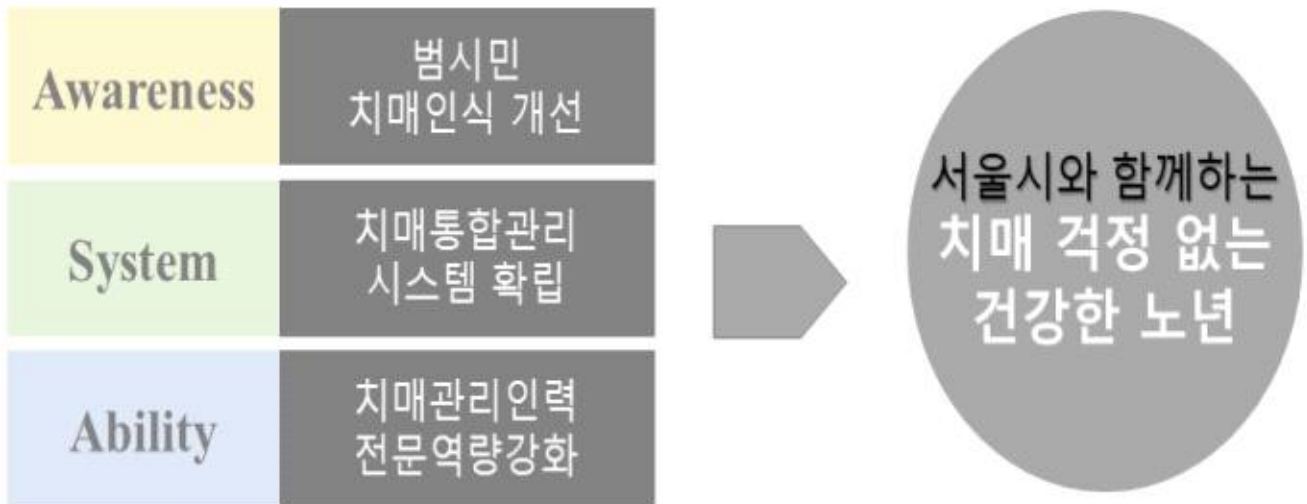 Awareness
범시민
치매인식 개선
System
치매통합관리
시스템 확립
Ability
치매관리인력
전문역량강화
서울시와 함께하는
치매 걱정 없는
건강한 노년